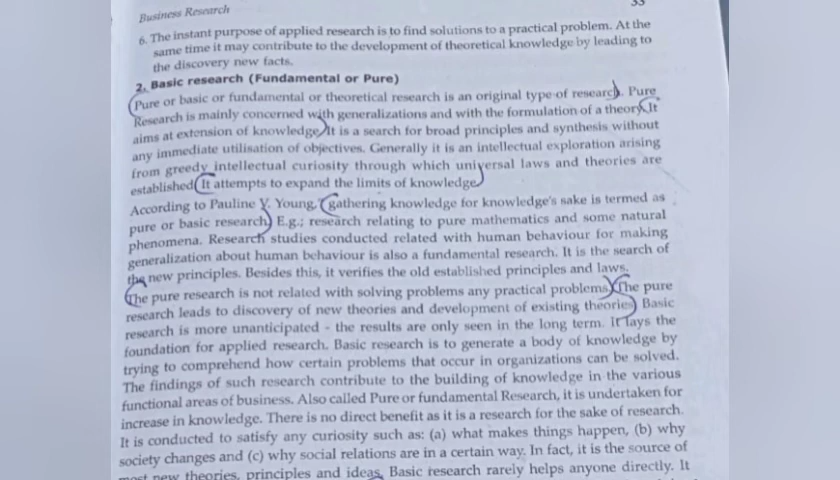 Business Research
33
6. The instant purpose of applied research is to find solutions to a practical problem. At the
same time it may contribute to the development of theoretical knowledge by leading to
the discovery new facts.
2. Basic research (Fundamental or Pure)
Pure or basic or fundamental or theoretical research is an original type of research. Pure
Research is mainly concerned with generalizations and with the formulation of a theory. It
aims at extension of knowledge. It is a search for broad principles and synthesis without
any immediate utilisation of objectives. Generally it is an intellectual exploration arising
from greedy intellectual curiosity through which universal laws and theories are
established. It attempts to expand the limits of knowledge.
According to Pauline V. Young, "gathering knowledge for knowledge's sake is termed as
pure or basic research. E.g.; research relating to pure mathematics and some natural
phenomena. Research studies conducted related with human behaviour for making
generalization about human behaviour is also a fundamental research. It is the search of
the new principles. Besides this, it verifies the old established principles and laws.
The pure research is not related with solving problems any practical problems. The pure
research leads to discovery of new theories and development of existing theories. Basic
research is more unanticipated - the results are only seen in the long term. It lays the
foundation for applied research. Basic research is to generate a body of knowledge by
trying to comprehend how certain problems that occur in organizations can be solved.
The findings of such research contribute to the building of knowledge in the various
functional areas of business. Also called Pure or fundamental Research, it is undertaken for
increase in knowledge. There is no direct benefit as it is a research for the sake of research.
It is conducted to satisfy any curiosity such as: (a) what makes things happen, (b) why
society changes and (c) why social relations are in a certain way. In fact, it is the source of
most new theories, principles and ideas. Basic research rarely helps anyone directly. It